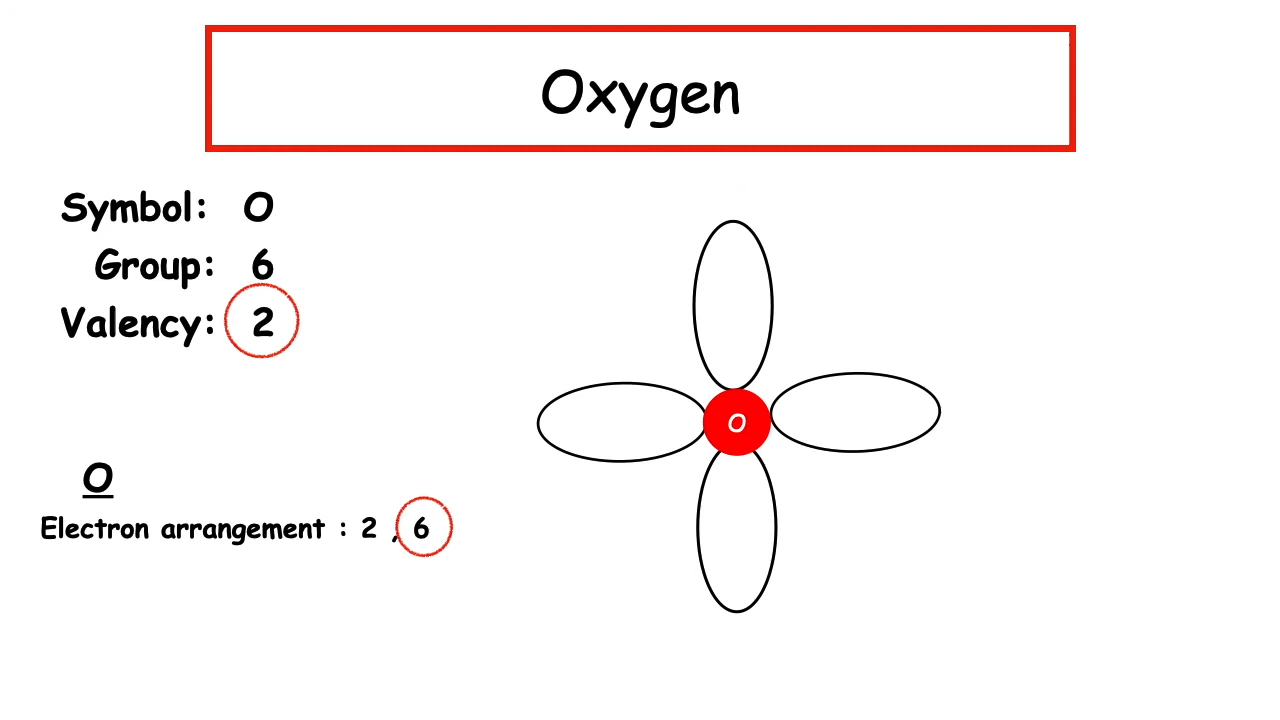 Oxygen
Symbol: O
Group: 6
Valency: 2
O
O
Electron arrangement : 2 , 6